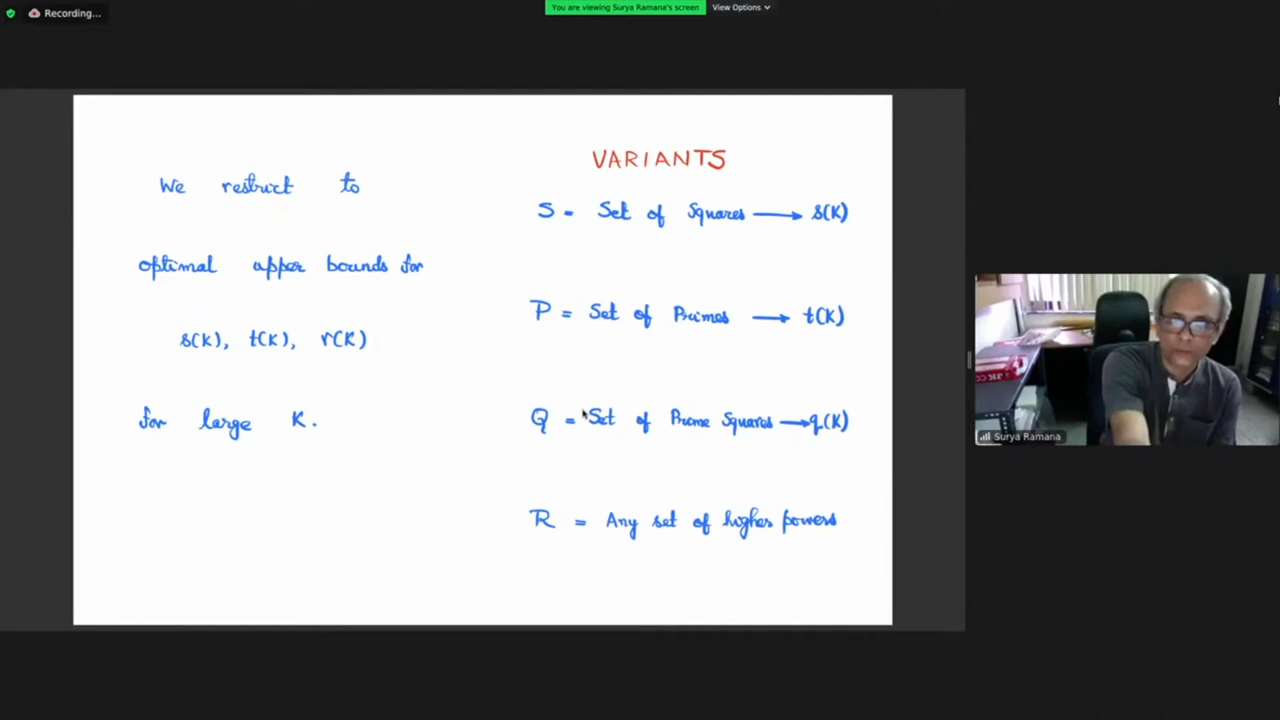 Recording...
You are viewing Surya Ramana's screen
View Options
We restrict to
optimal upper bounds for
s(K), t(K), r(K)
for large K.
VARIANTS
S = Set of Squares → s(K)
P = Set of Primes → t(K)
Q = Set of Prime Squares → q(K)
R = Any set of higher powers
Surya Ramana